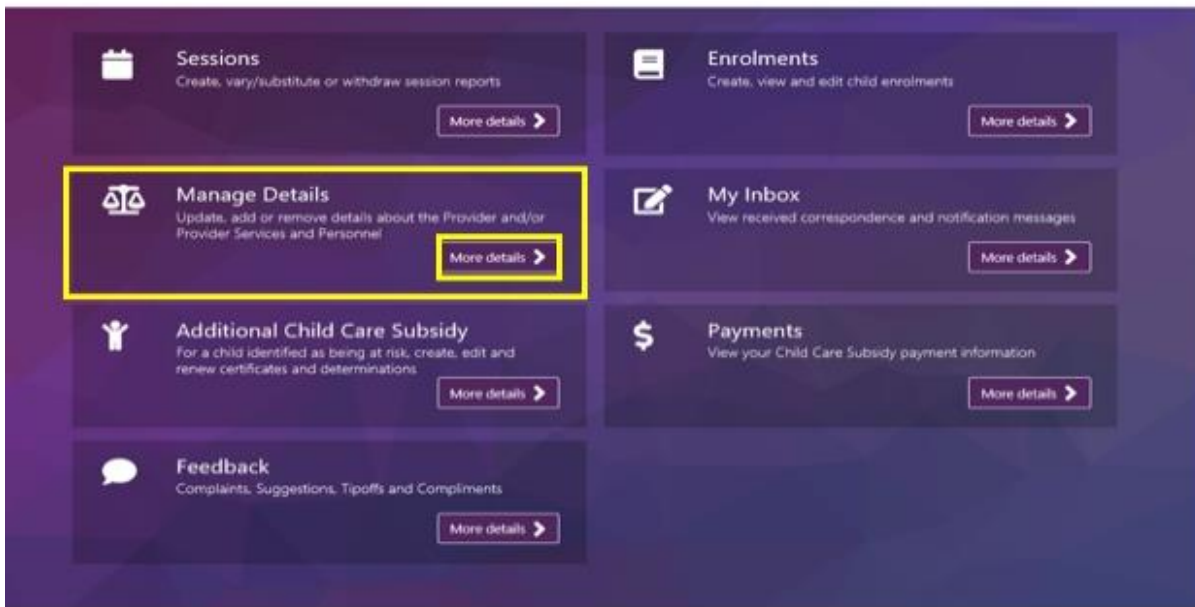 Sessions
Create, vary/substitute or withdraw session reports
More details
Enrolments
Create, view and edit child enrolments
More details
Manage Details
Update, add or remove details about the Provider and/or
Provider Services and Personnel
More details
My Inbox
View received correspondence and notification messages
More details
Additional Child Care Subsidy
For a child identified as being at risk, create, edit and
renew certificates and determinations
More details
Payments
View your Child Care Subsidy payment information
More details
Feedback
Complaints, Suggestions, Tipoffs and Compliments
More details